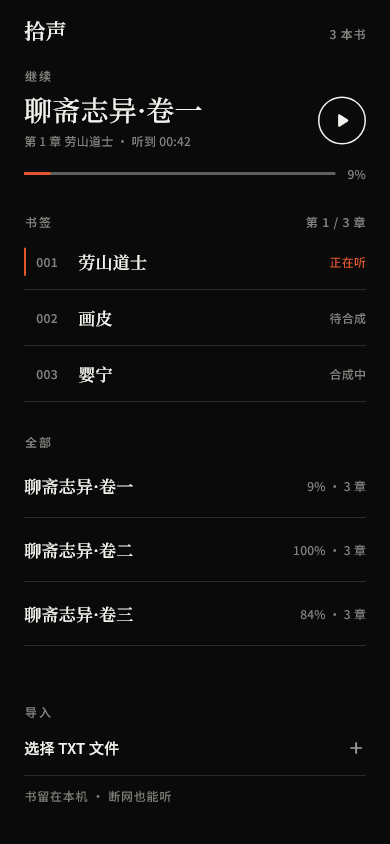 拾声
3 本书
继续
聊斋志异·卷一
第 1 章 劳山道士 · 听到 00:42
9%
书签
第 1 / 3 章
001 劳山道士 正在听
002 画皮 待合成
003 婴宁 合成中
全部
聊斋志异·卷一 9% · 3 章
聊斋志异·卷二 100% · 3 章
聊斋志异·卷三 84% · 3 章
导入
选择 TXT 文件 +
书留在本机 · 断网也能听